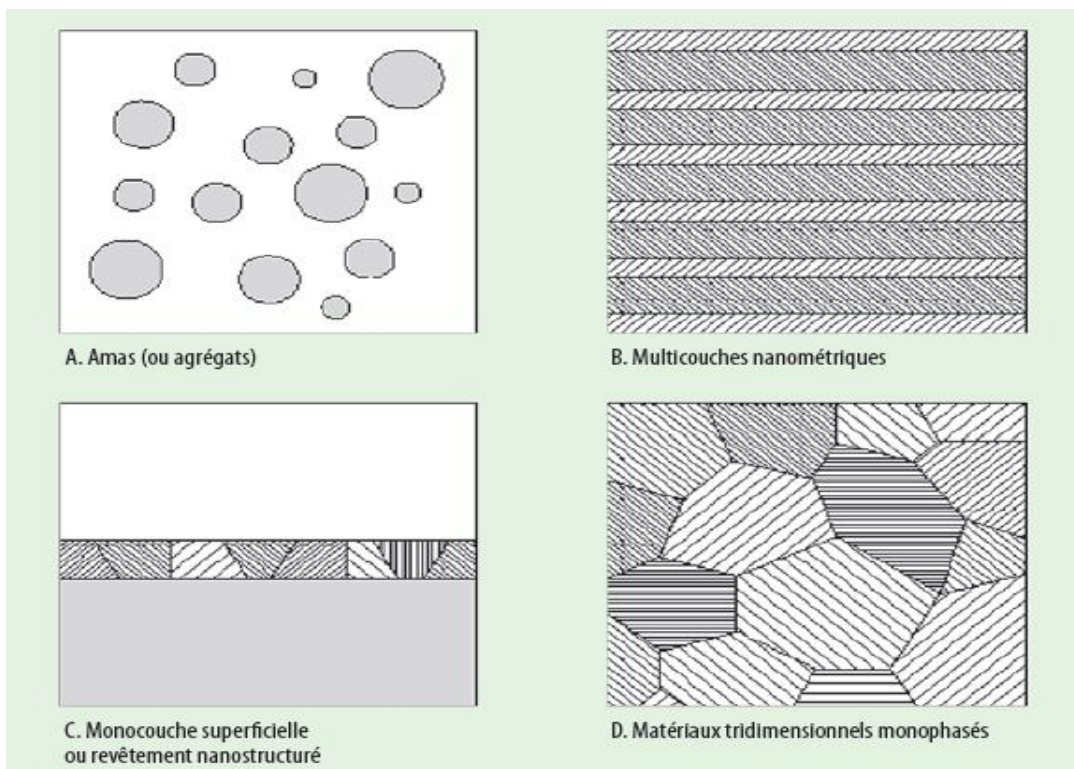 A. Amas (ou agrégats)
B. Multicouches nanométriques
C. Monocouche superficielle
ou revêtement nanostructuré
D. Matériaux tridimensionnels monophasés